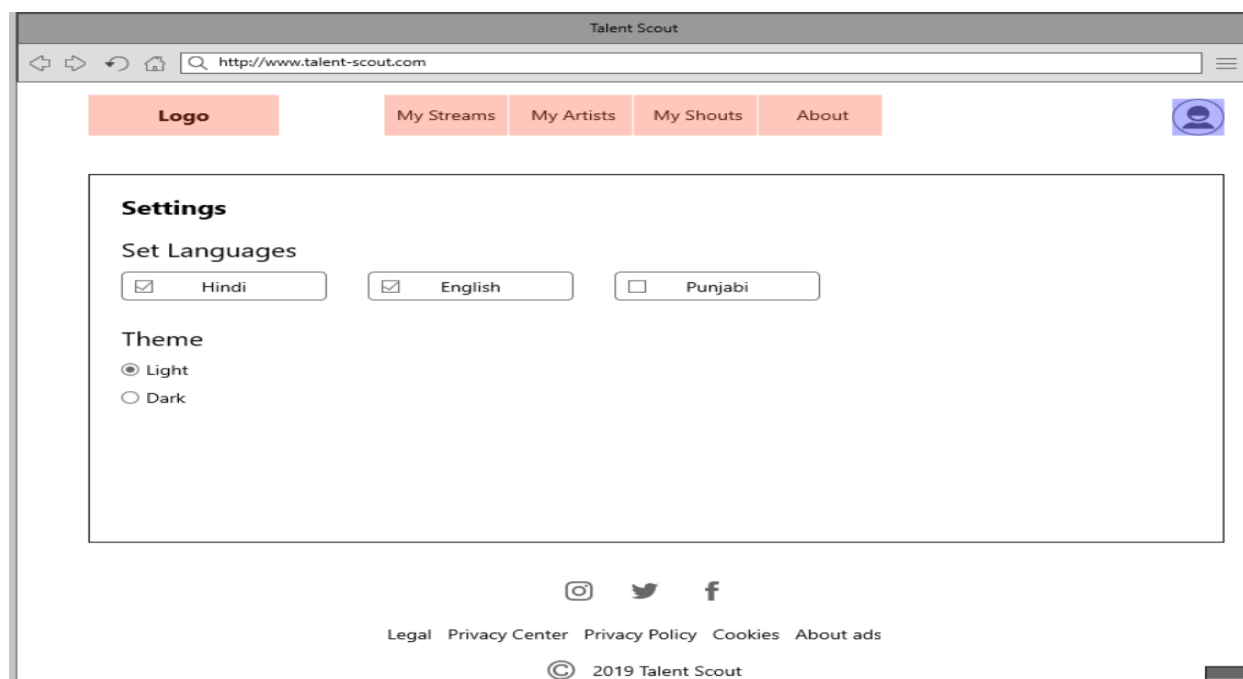 Talent Scout
http://www.talent-scout.com
Logo My Streams My Artists My Shouts About
Settings
Set Languages
Hindi English Punjabi
Theme
Light
Dark
Legal Privacy Center Privacy Policy Cookies About ads
© 2019 Talent Scout